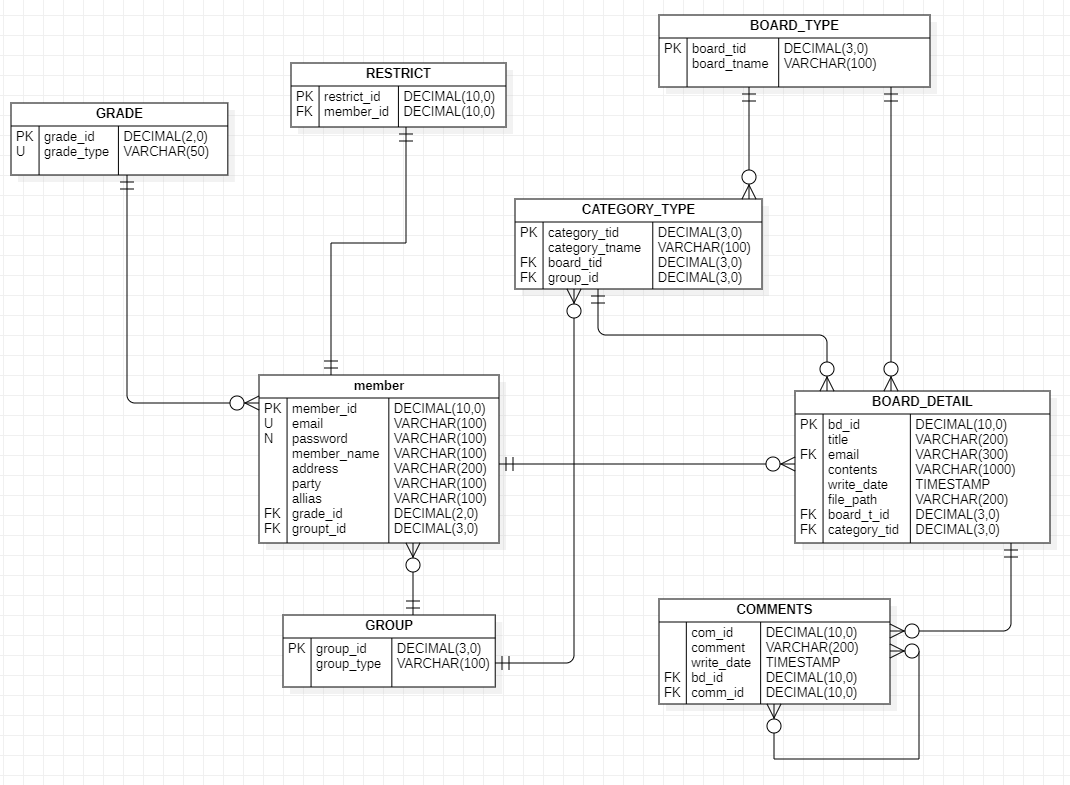 BOARD_TYPE
PK board_tid DECIMAL(3,0)
board_tname VARCHAR(100)
RESTRICT
PK restrict_id DECIMAL(10,0)
FK member_id DECIMAL(10,0)
GRADE
PK grade_id DECIMAL(2,0)
U grade_type VARCHAR(50)
CATEGORY_TYPE
PK category_tid DECIMAL(3,0)
category_tname VARCHAR(100)
FK board_tid DECIMAL(3,0)
FK group_id DECIMAL(3,0)
member
PK member_id DECIMAL(10,0)
U email VARCHAR(100)
N password VARCHAR(100)
member_name VARCHAR(100)
address VARCHAR(200)
party VARCHAR(100)
allias VARCHAR(100)
FK grade_id DECIMAL(2,0)
FK groupt_id DECIMAL(3,0)
BOARD_DETAIL
PK bd_id DECIMAL(10,0)
title VARCHAR(200)
FK email VARCHAR(300)
contents VARCHAR(1000)
write_date TIMESTAMP
file_path VARCHAR(200)
FK board_t_id DECIMAL(3,0)
FK category_tid DECIMAL(3,0)
GROUP
PK group_id DECIMAL(3,0)
group_type VARCHAR(100)
COMMENTS
com_id DECIMAL(10,0)
comment VARCHAR(200)
write_date TIMESTAMP
FK bd_id DECIMAL(10,0)
FK comm_id DECIMAL(10,0)